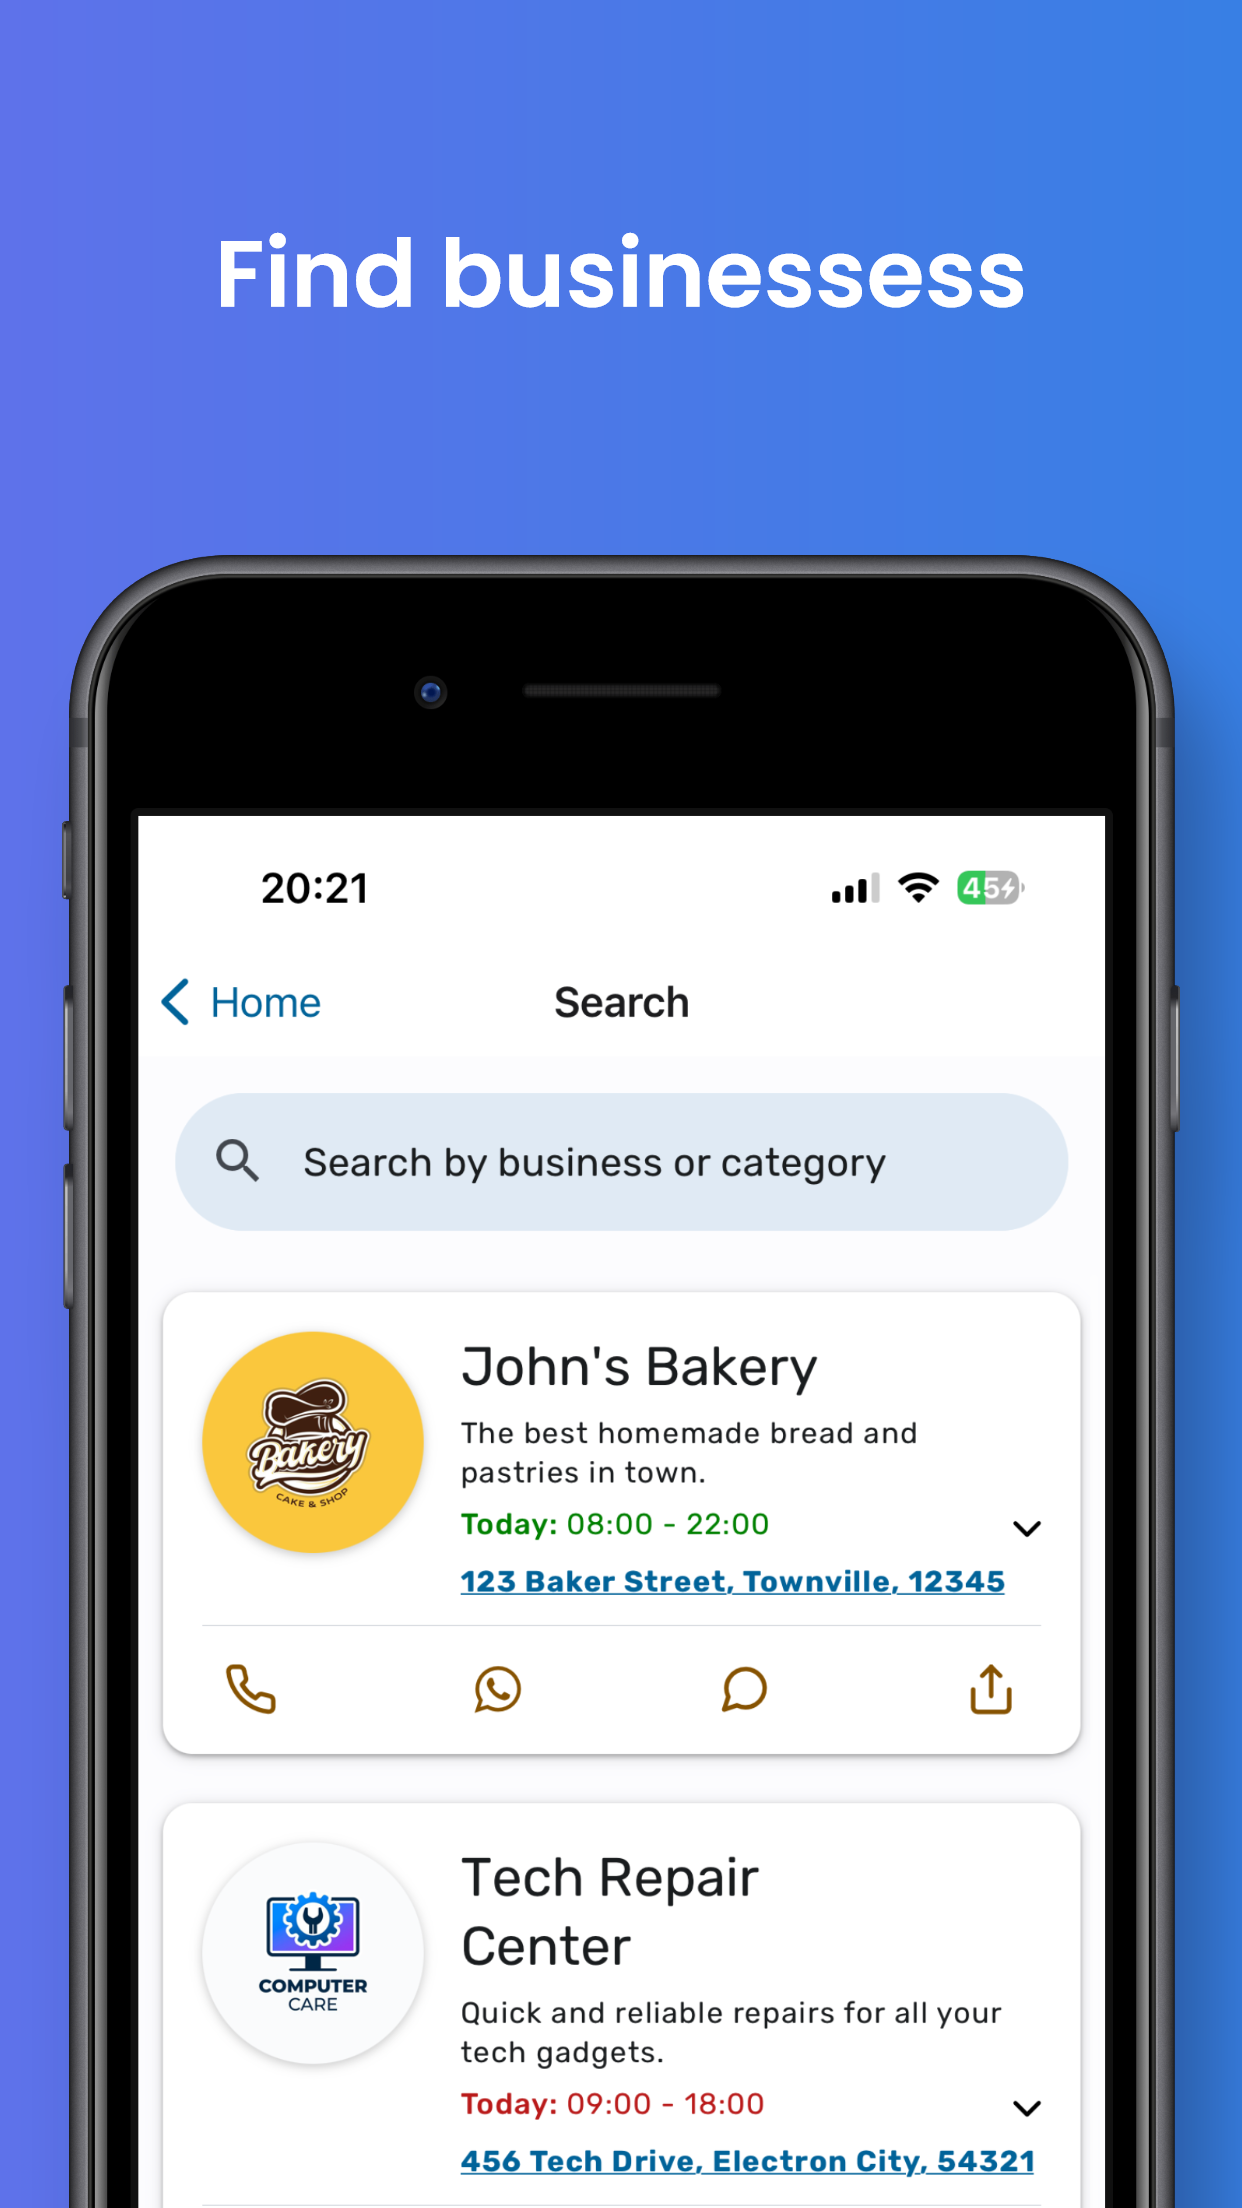 Find businessess
20:21
45
Home
Search
Search by business or category
Bakery
CAKE & SHOP
John's Bakery
The best homemade bread and
pastries in town.
Today: 08:00 - 22:00
123 Baker Street, Townville, 12345
COMPUTER
CARE
Tech Repair
Center
Quick and reliable repairs for all your
tech gadgets.
Today: 09:00 - 18:00
456 Tech Drive, Electron City, 54321